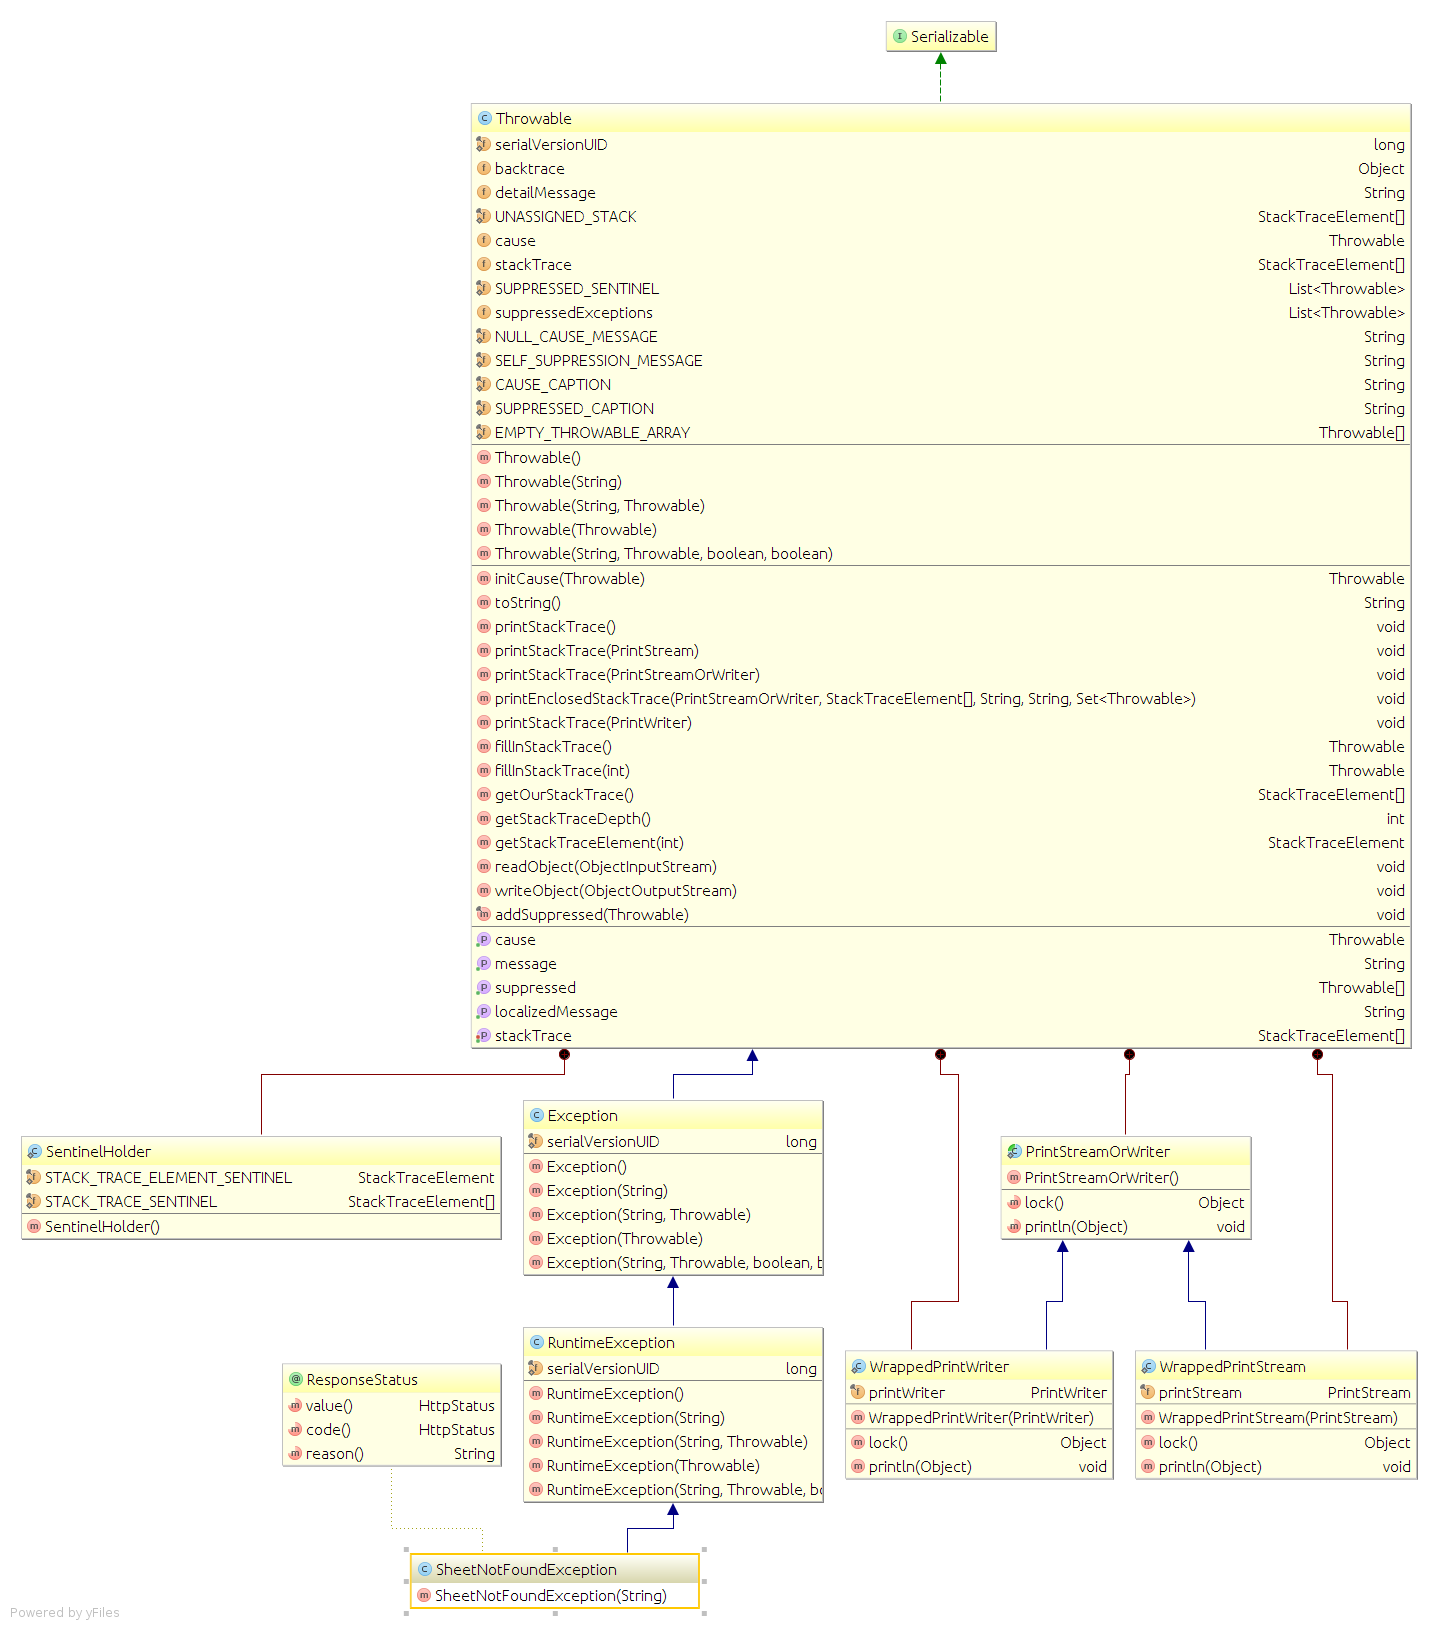 Serializable
Throwable
serialVersionUID long
backtrace Object
detailMessage String
UNASSIGNED_STACK StackTraceElement[]
cause Throwable
stackTrace StackTraceElement[]
SUPPRESSED_SENTINEL List<Throwable>
suppressedExceptions List<Throwable>
NULL_CAUSE_MESSAGE String
SELF_SUPPRESSION_MESSAGE String
CAUSE_CAPTION String
SUPPRESSED_CAPTION String
EMPTY_THROWABLE_ARRAY Throwable[]
Throwable()
Throwable(String)
Throwable(String, Throwable)
Throwable(Throwable)
Throwable(String, Throwable, boolean, boolean)
initCause(Throwable) Throwable
toString() String
printStackTrace() void
printStackTrace(PrintStream) void
printStackTrace(PrintStreamOrWriter) void
printEnclosedStackTrace(PrintStreamOrWriter, StackTraceElement[], String, String, Set<Throwable>) void
printStackTrace(PrintWriter) void
fillInStackTrace() Throwable
fillInStackTrace(int) Throwable
getOurStackTrace() StackTraceElement[]
getStackTraceDepth() int
getStackTraceElement(int) StackTraceElement
readObject(ObjectInputStream) void
writeObject(ObjectOutputStream) void
addSuppressed(Throwable) void
cause Throwable
message String
suppressed Throwable[]
localizedMessage String
stackTrace StackTraceElement[]
SentinelHolder
STACK_TRACE_ELEMENT_SENTINEL StackTraceElement
STACK_TRACE_SENTINEL StackTraceElement[]
SentinelHolder()
Exception
serialVersionUID long
Exception()
Exception(String)
Exception(String, Throwable)
Exception(Throwable)
Exception(String, Throwable, boolean, b
PrintStreamOrWriter
PrintStreamOrWriter()
lock() Object
println(Object) void
ResponseStatus
value() HttpStatus
code() HttpStatus
reason() String
RuntimeException
serialVersionUID long
RuntimeException()
RuntimeException(String)
RuntimeException(String, Throwable)
RuntimeException(Throwable)
RuntimeException(String, Throwable, bo
WrappedPrintWriter
printWriter PrintWriter
WrappedPrintWriter(PrintWriter)
lock() Object
println(Object) void
WrappedPrintStream
printStream PrintStream
WrappedPrintStream(PrintStream)
lock() Object
println(Object) void
SheetNotFoundException
SheetNotFoundException(String)
Powered by yFiles